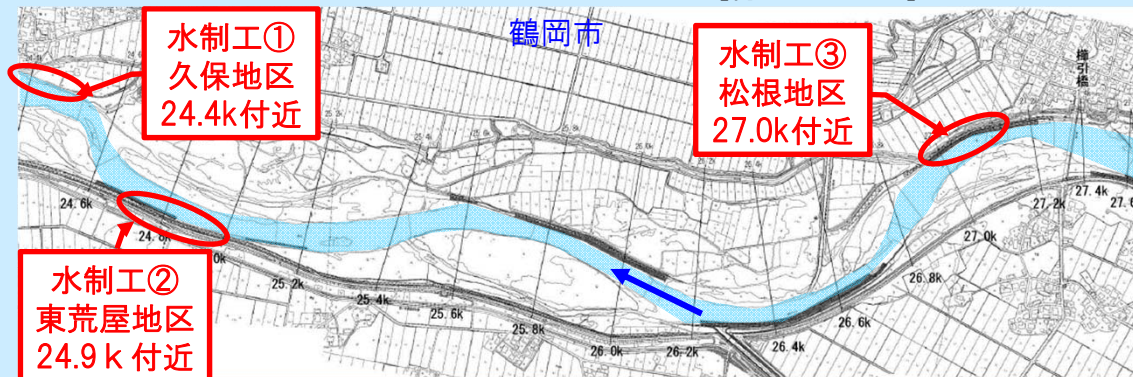 鶴岡市
水制工①
久保地区
24.4k付近
水制工③
松根地区
27.0k付近
櫛引橋
水制工②
東荒屋地区
24.9ｋ付近
24.6k
24.8k
25.2k
25.4k
25.6k
25.8k
26.0k
26.2k
26.4k
26.6k
26.8k
27.0k
27.2k
27.4k